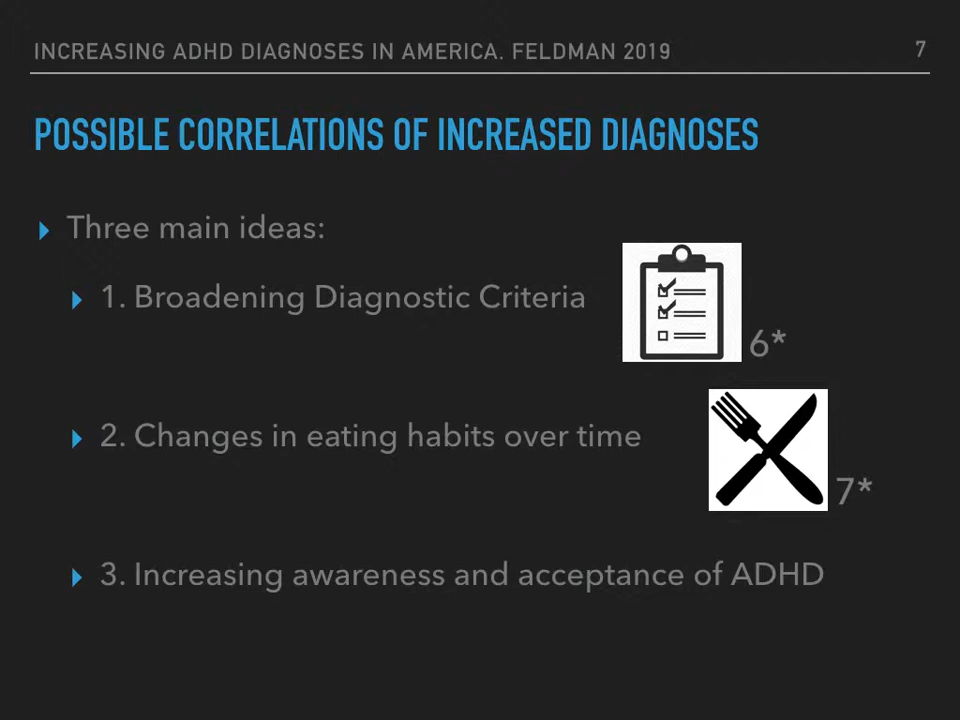 INCREASING ADHD DIAGNOSES IN AMERICA. FELDMAN 2019
7
POSSIBLE CORRELATIONS OF INCREASED DIAGNOSES
Three main ideas:
1. Broadening Diagnostic Criteria
6*
2. Changes in eating habits over time
7*
3. Increasing awareness and acceptance of ADHD